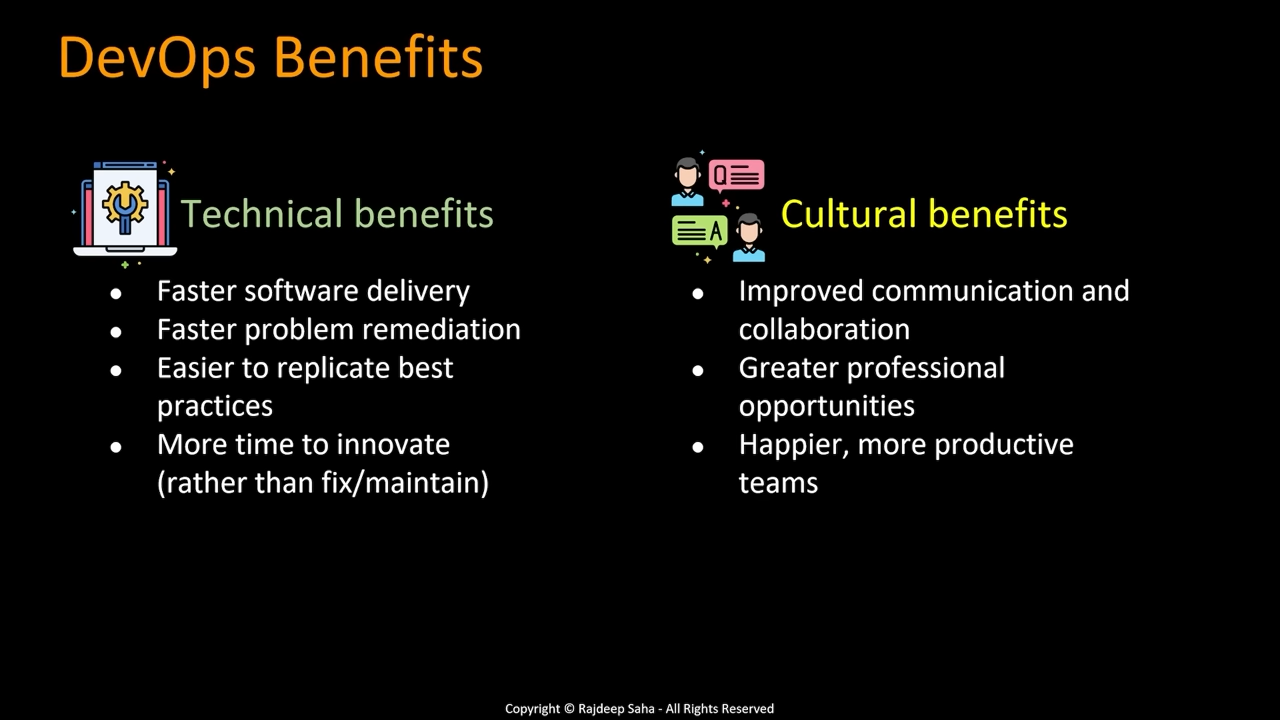 DevOps Benefits
Technical benefits
● Faster software delivery
● Faster problem remediation
● Easier to replicate best
practices
● More time to innovate
(rather than fix/maintain)
Q
A
Cultural benefits
● Improved communication and
collaboration
● Greater professional
opportunities
● Happier, more productive
teams
Copyright © Rajdeep Saha - All Rights Reserved